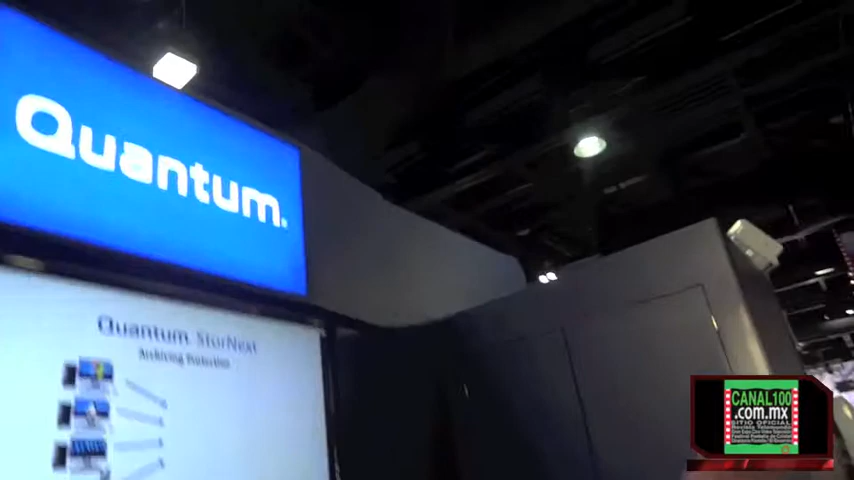 Quantum.
Quantum StorNext
Archiving Protection
CANAL100
.com.mx
SITIO OFICIAL